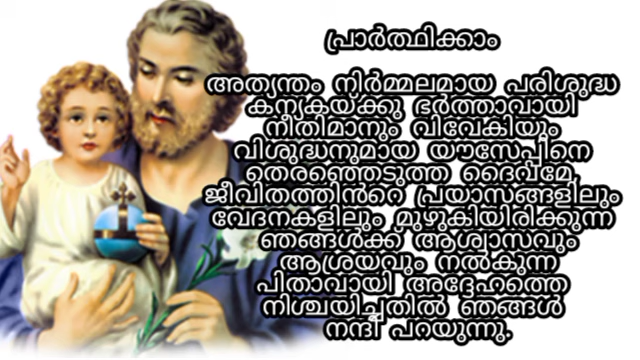 പ്രാർത്ഥിക്കാം
അത്യന്തം നിർമ്മലമായ പരിശുദ്ധ
കന്യകയ്ക്കു ഭർത്താവായി
നീതിമാനും വിവേകിയും
വിശുദ്ധനുമായ യൗസേപ്പിനെ
തെരഞ്ഞെടുത്ത ദൈവമേ,
ജീവിതത്തിൻറെ പ്രയാസങ്ങളിലും
വേദനകളിലും മുഴുകിയിരിക്കുന്ന
ഞങ്ങൾക്ക് ആശ്വാസവും
ആശ്രയവും നൽകുന്ന
പിതാവായി അദ്ദേഹത്തെ
നിശ്ചയിച്ചതിൽ ഞങ്ങൾ
നന്ദി പറയുന്നു.